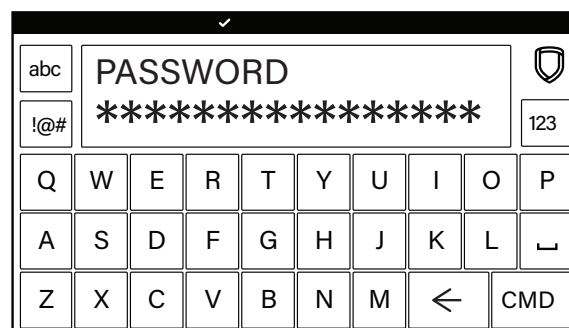 abc
PASSWORD
!@#
****************
123
Q W E R T Y U I O P
A S D F G H J K L
Z X C V B N M CMD